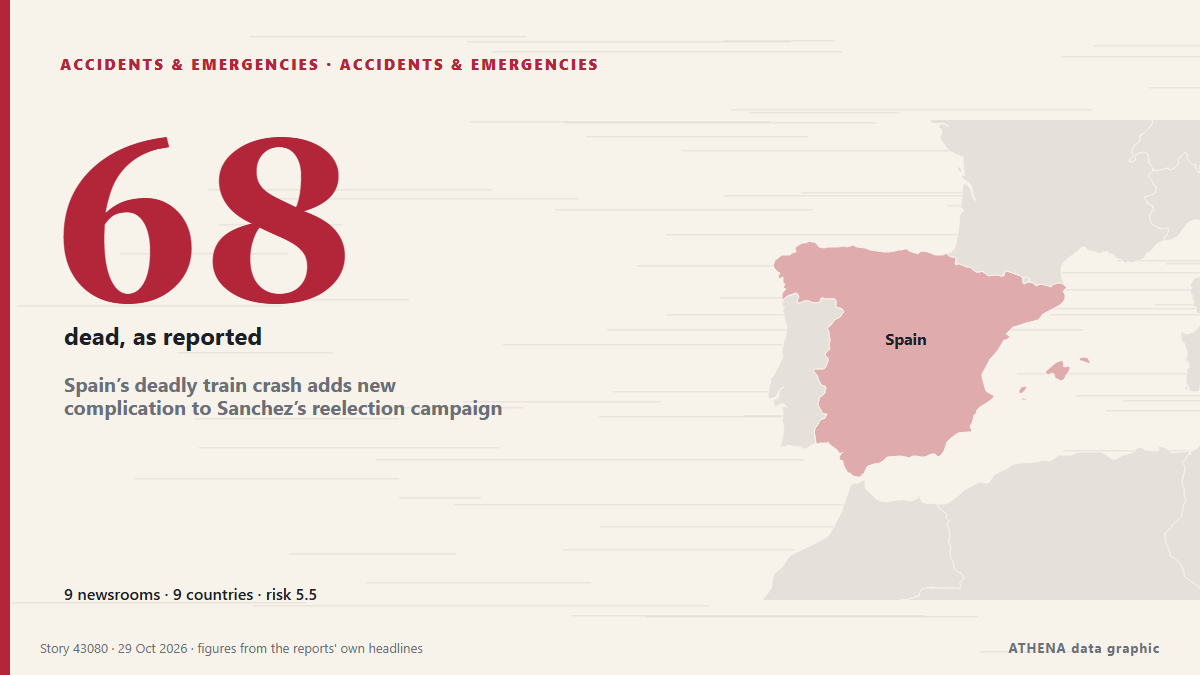 ACCIDENTS & EMERGENCIES · ACCIDENTS & EMERGENCIES
68
dead, as reported
Spain’s deadly train crash adds new
complication to Sanchez’s reelection campaign
Spain
9 newsrooms · 9 countries · risk 5.5
Story 43080 · 29 Oct 2026 · figures from the reports' own headlines
ATHENA data graphic